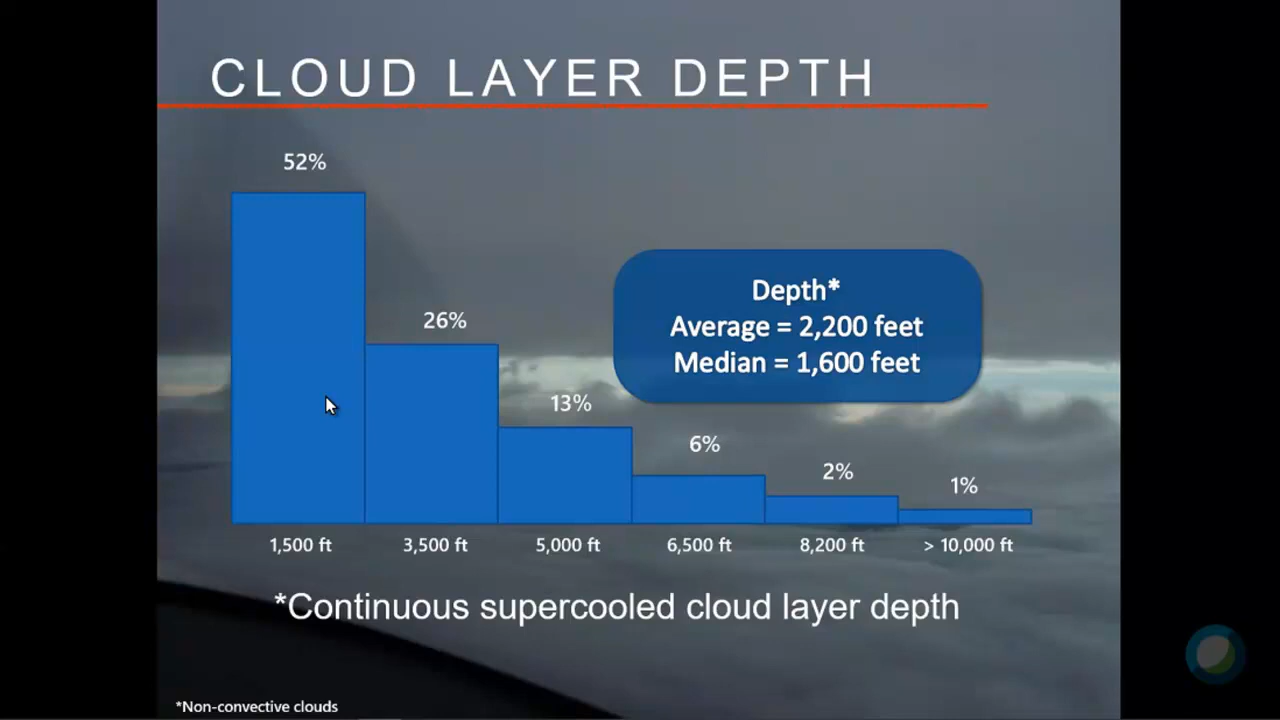 CLOUD LAYER DEPTH
52%
26%
13%
6%
2%
1%
Depth*
Average = 2,200 feet
Median = 1,600 feet
1,500 ft
3,500 ft
5,000 ft
6,500 ft
8,200 ft
> 10,000 ft
*Continuous supercooled cloud layer depth
*Non-convective clouds